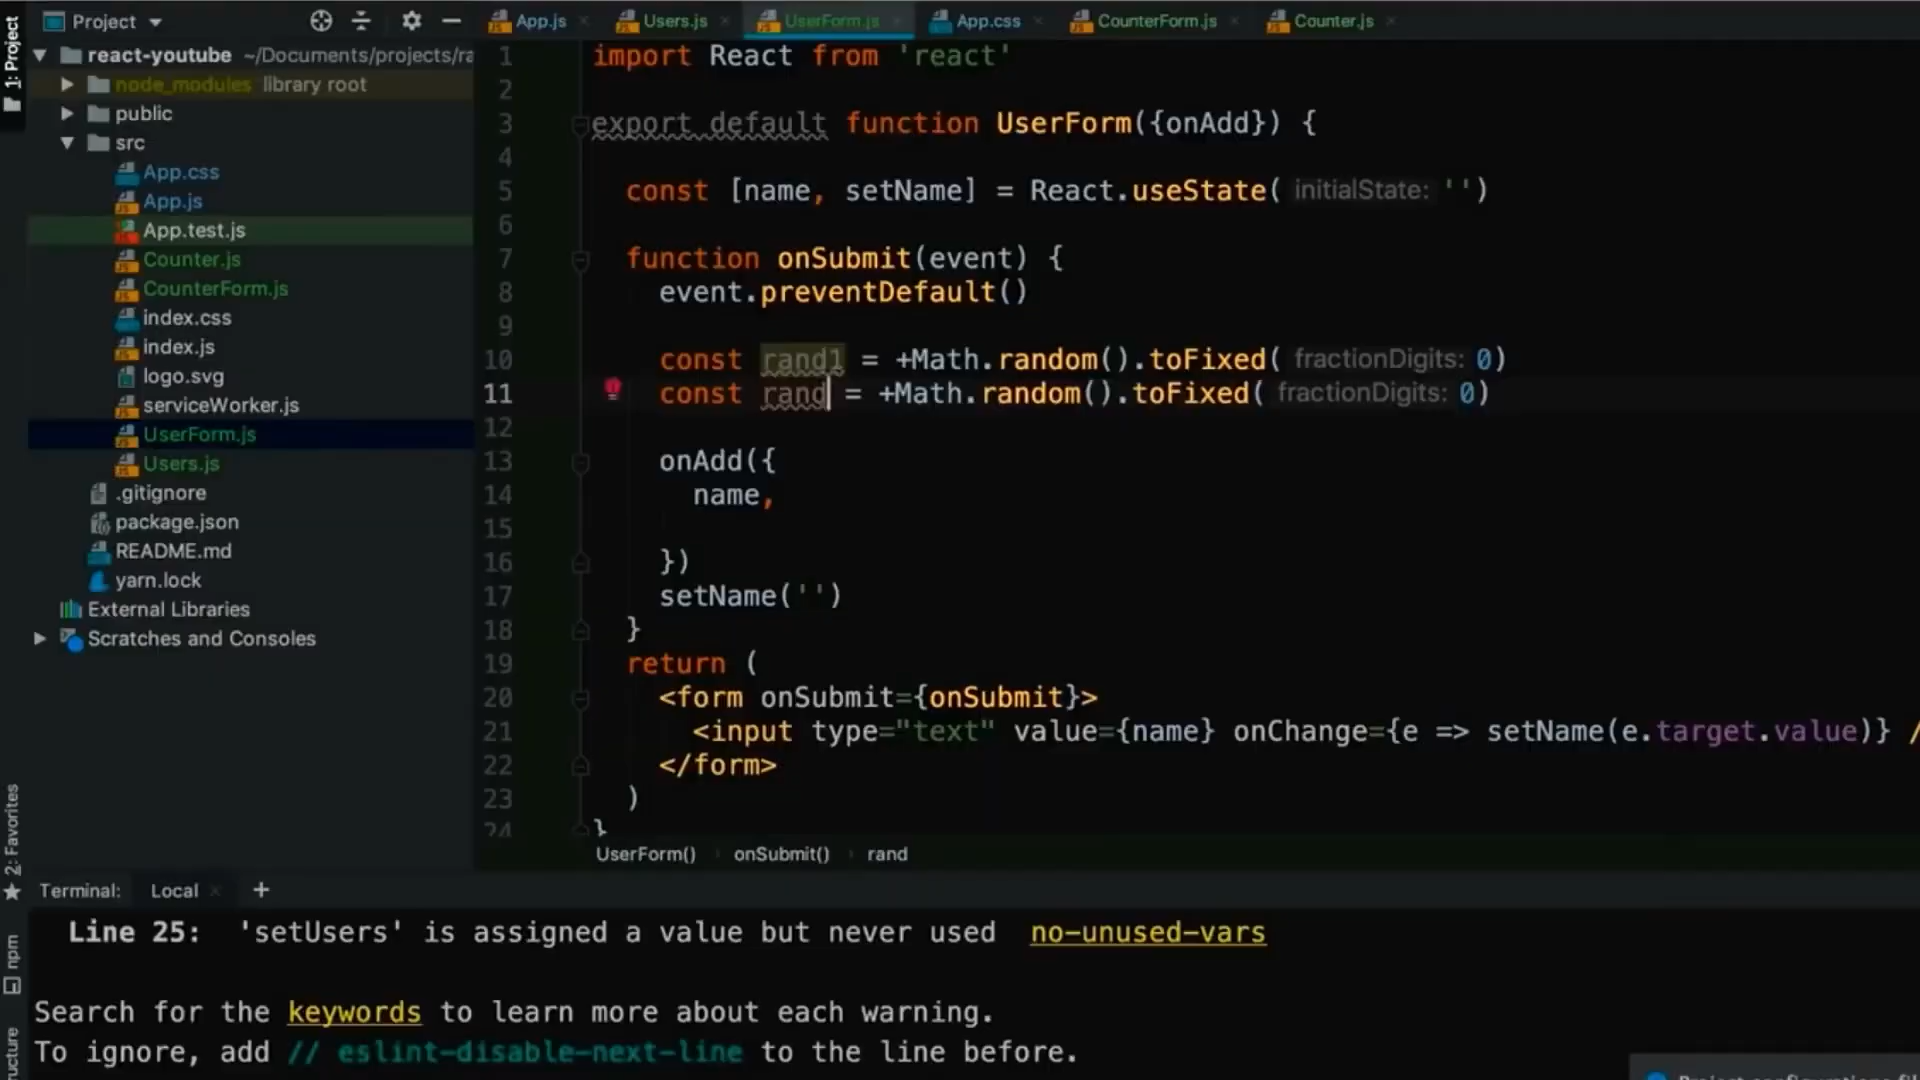 Project
App.js
Users.js
UserForm.js
App.css
CounterForm.js
Counter.js
1: Project
react-youtube ~/Documents/projects/ra
node_modules library root
public
src
App.css
App.js
App.test.js
Counter.js
CounterForm.js
index.css
index.js
logo.svg
serviceWorker.js
UserForm.js
Users.js
.gitignore
package.json
README.md
yarn.lock
External Libraries
Scratches and Consoles
1 import React from 'react'
2
3 export default function UserForm({onAdd}) {
4
5 const [name, setName] = React.useState( initialState: '')
6
7 function onSubmit(event) {
8 event.preventDefault()
9
10 const rand1 = +Math.random().toFixed( fractionDigits: 0)
11 const rand = +Math.random().toFixed( fractionDigits: 0)
12
13 onAdd({
14 name,
15
16 })
17 setName('')
18 }
19 return (
20 <form onSubmit={onSubmit}>
21 <input type="text" value={name} onChange={e => setName(e.target.value)} /
22 </form>
23 )
24 }
UserForm() onSubmit() rand
2: Favorites
npm
ructure
Terminal: Local +
Line 25: 'setUsers' is assigned a value but never used no-unused-vars
Search for the keywords to learn more about each warning.
To ignore, add // eslint-disable-next-line to the line before.